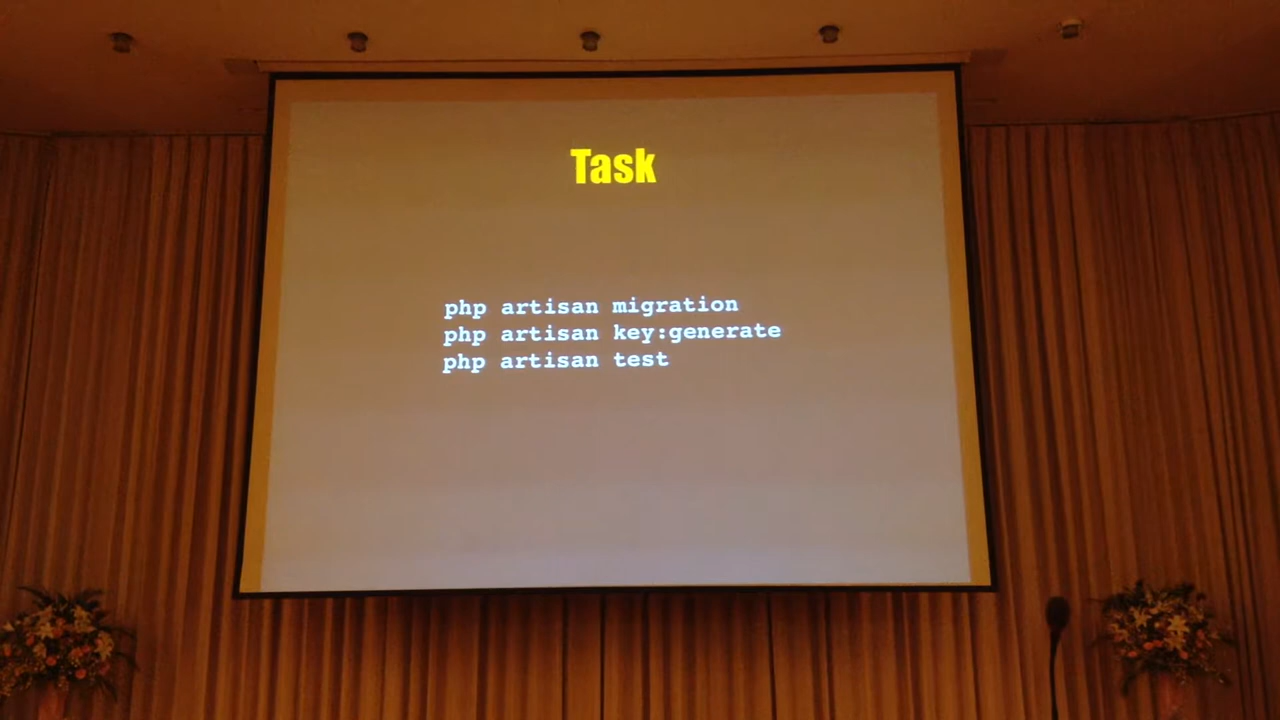 Task
php artisan migration
php artisan key:generate
php artisan test